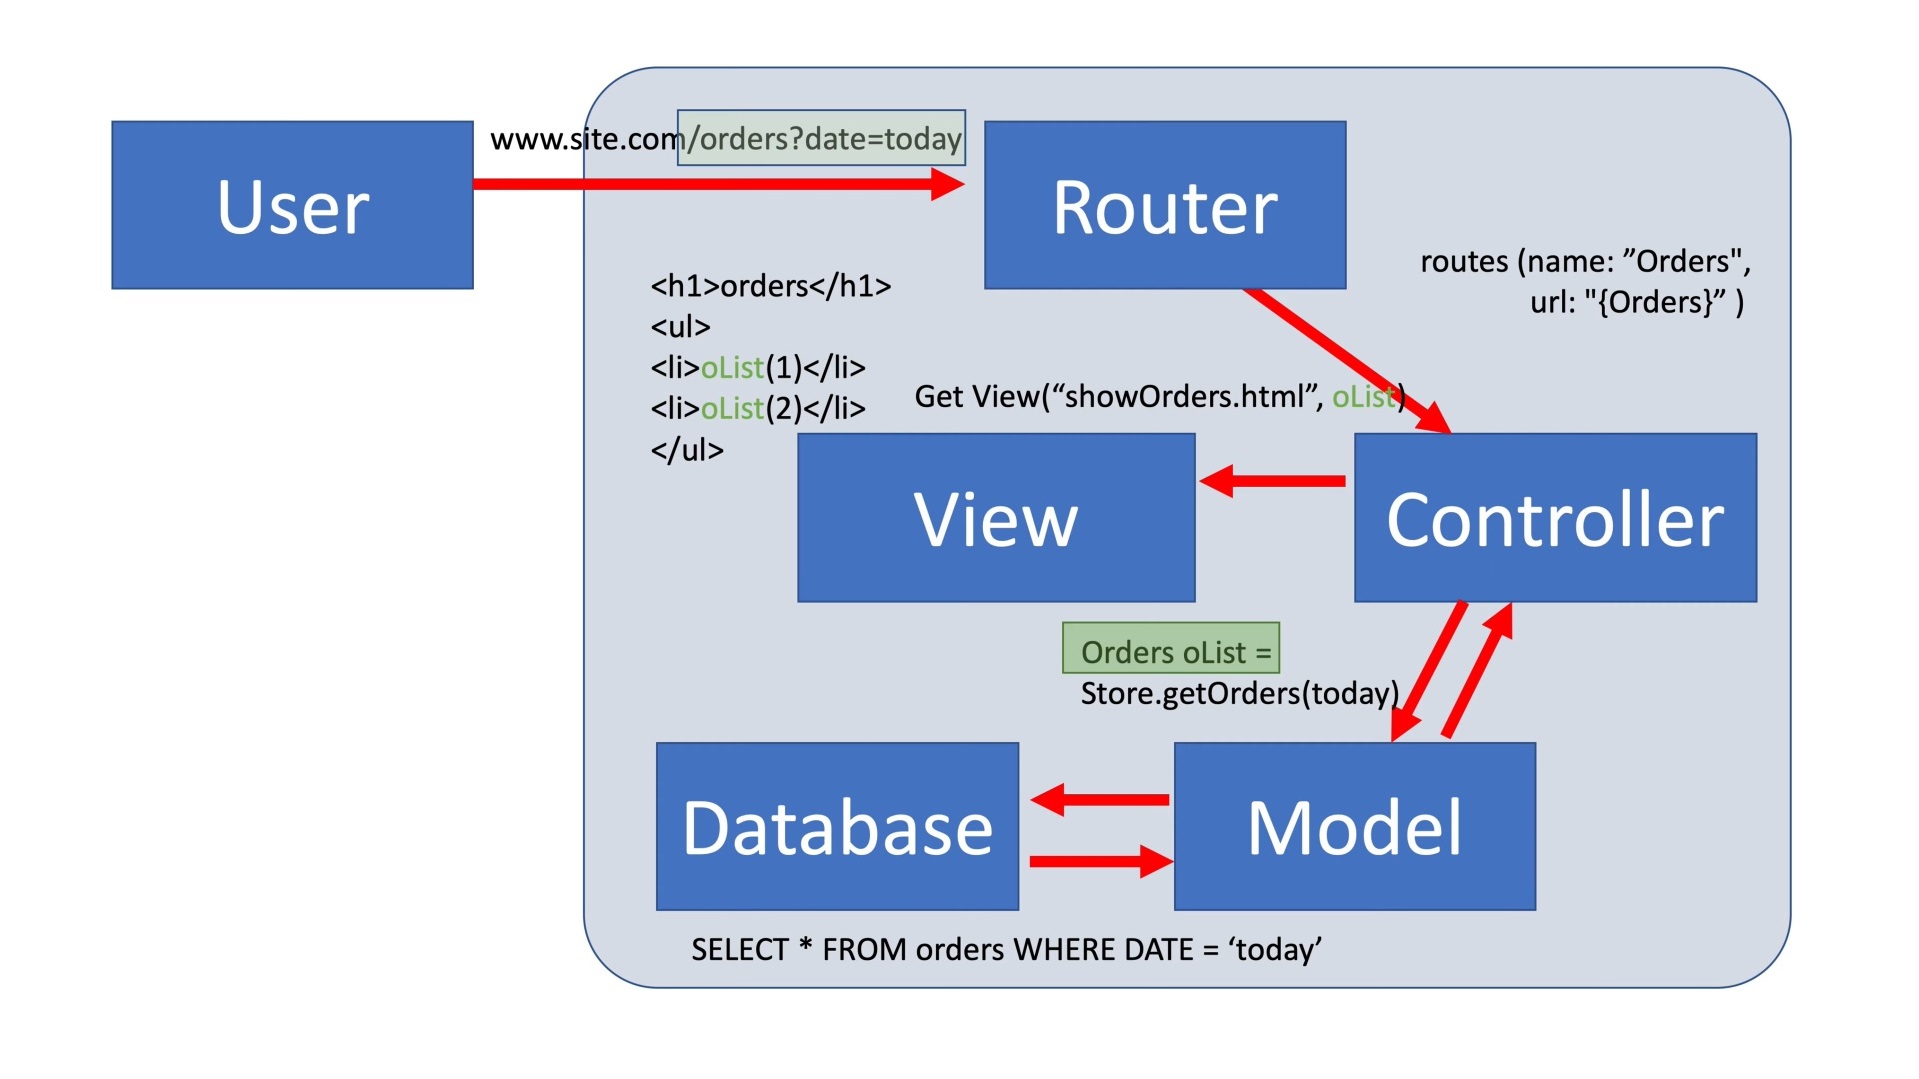 www.site.com/orders?date=today
User
Router
routes (name: ”Orders",
url: "{Orders}” )
<h1>orders</h1>
<ul>
<li>oList(1)</li>
<li>oList(2)</li>
</ul>
Get View(“showOrders.html”, oList)
View
Controller
Orders oList =
Store.getOrders(today)
Database
Model
SELECT * FROM orders WHERE DATE = ‘today’